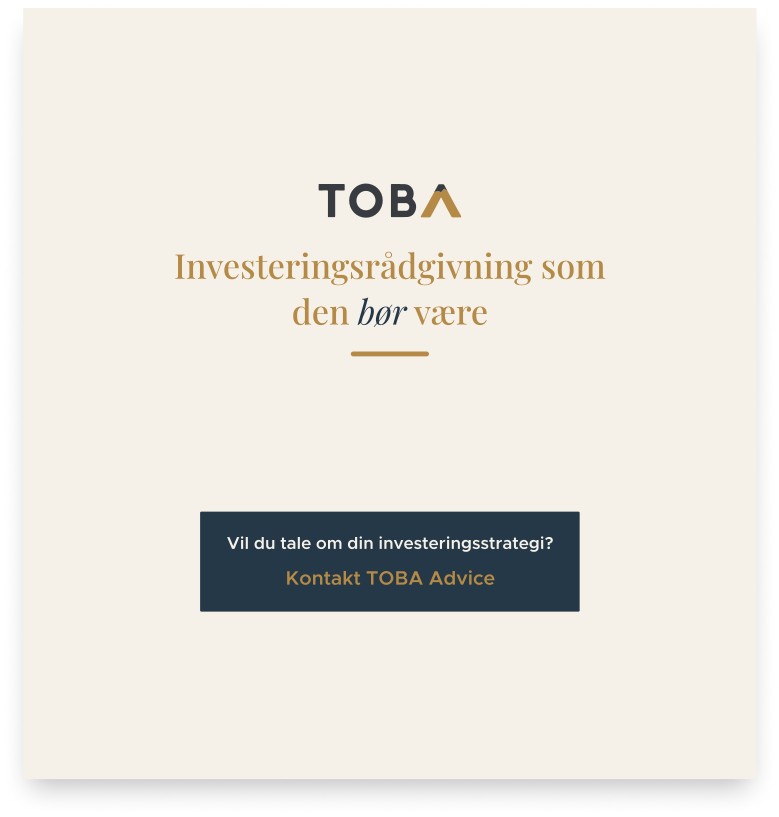 TOBA
Investeringsrådgivning som
den bør være
Vil du tale om din investeringsstrategi?
Kontakt TOBA Advice